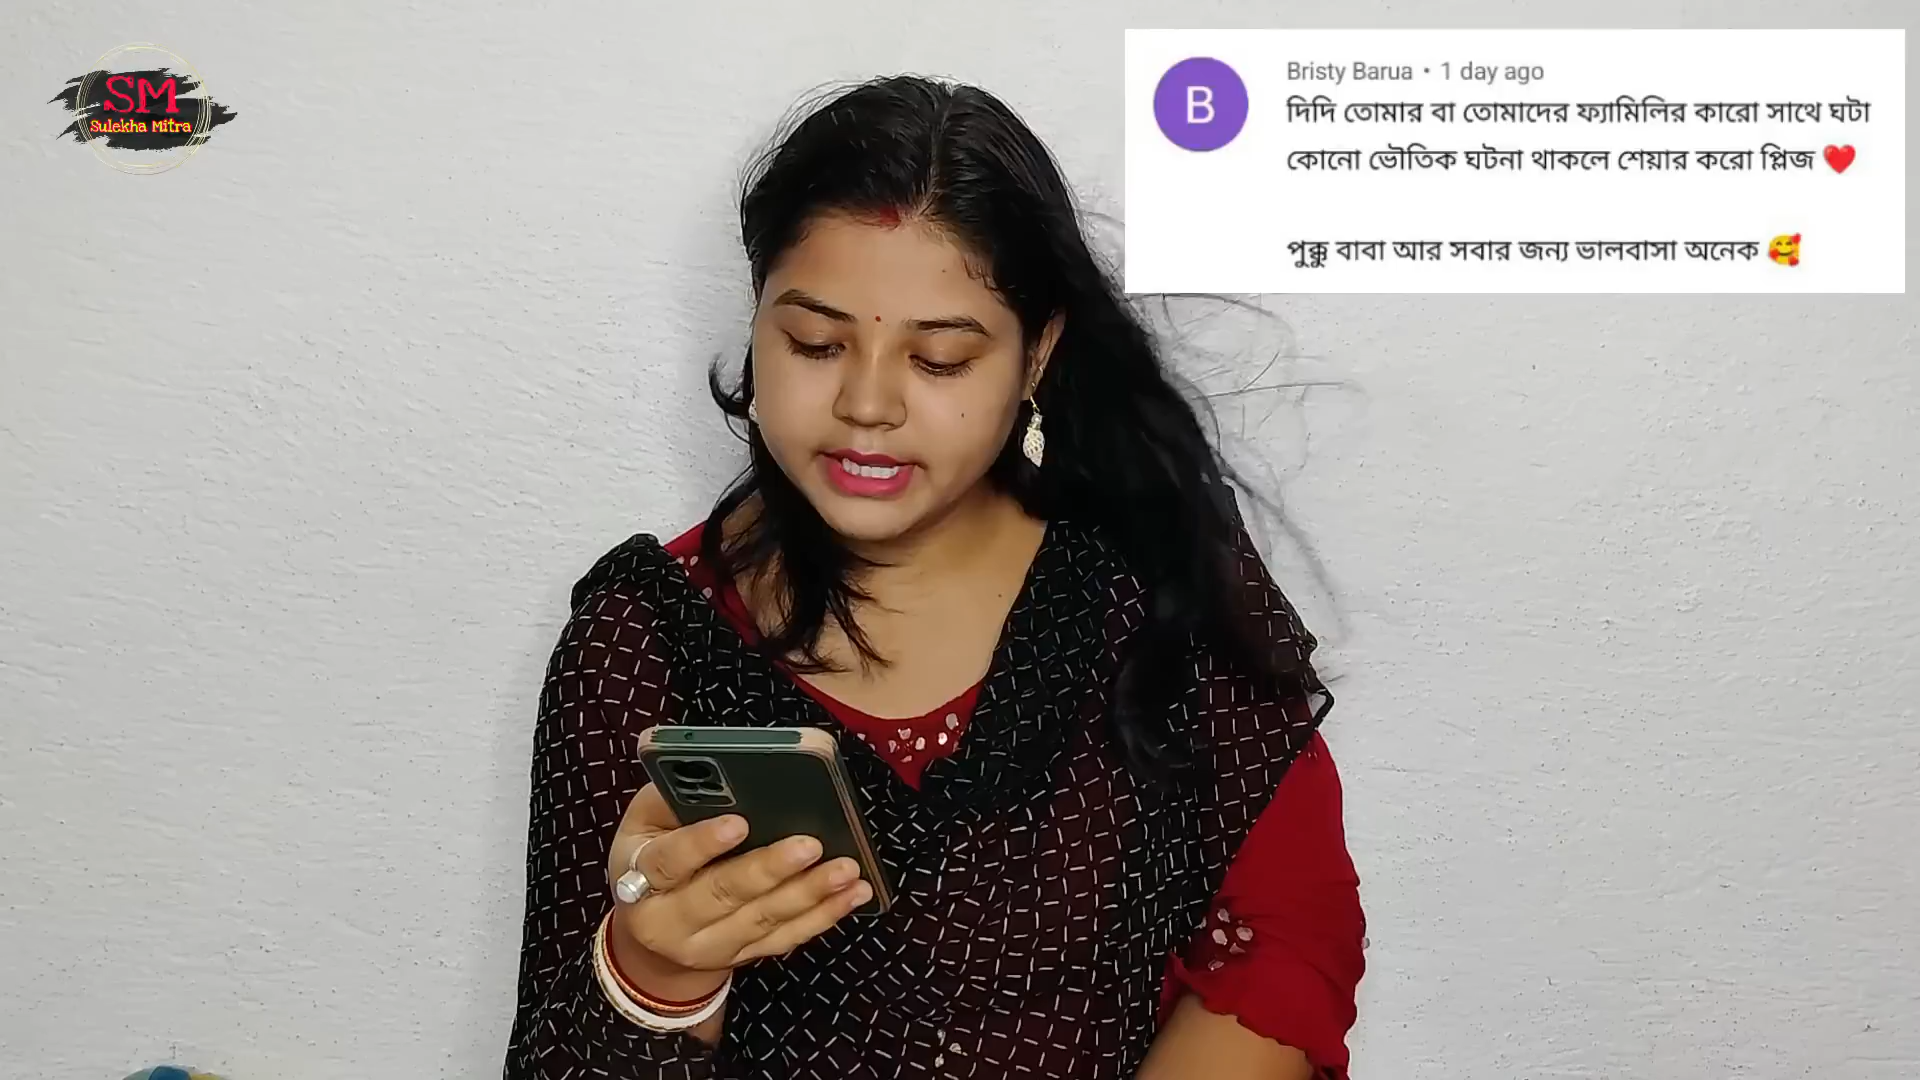 SM
Sulekha Mitra
B
Bristy Barua • 1 day ago
দিদি তোমার বা তোমাদের ফ্যামিলির কারো সাথে ঘটা
কোনো ভৌতিক ঘটনা থাকলে শেয়ার করো প্লিজ ❤️
পুক্কু বাবা আর সবার জন্য ভালবাসা অনেক 🥰